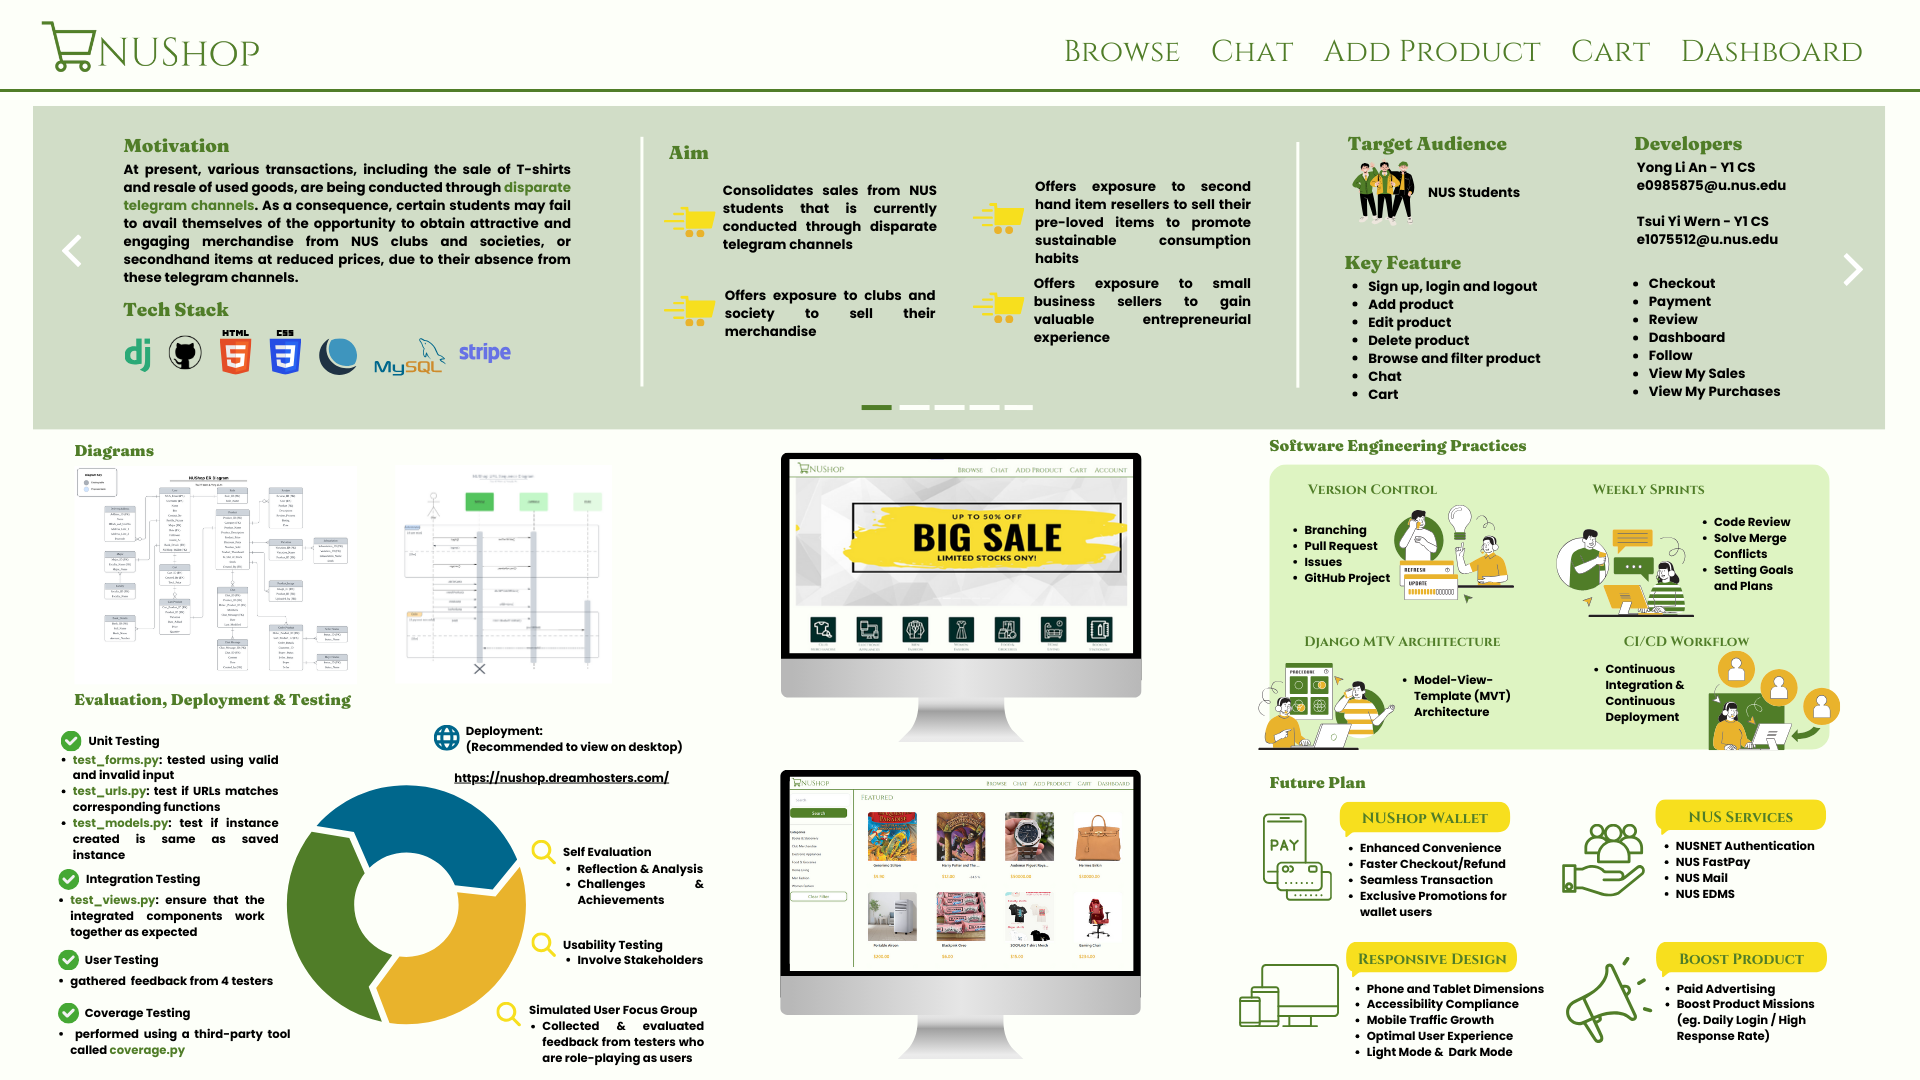 NUShop
Browse
Chat
Add Product
Cart
Dashboard
Motivation
At present, various transactions, including the sale of T-shirts
and resale of used goods, are being conducted through disparate
telegram channels. As a consequence, certain students may fail
to avail themselves of the opportunity to obtain attractive and
engaging merchandise from NUS clubs and societies, or
secondhand items at reduced prices, due to their absence from
these telegram channels.
Tech Stack
dj
HTML
5
CSS
3
MySQL
stripe
Aim
Consolidates sales from NUS
students that is currently
conducted through disparate
telegram channels
Offers exposure to clubs and
society to sell their
merchandise
Offers exposure to second
hand item resellers to sell their
pre-loved items to promote
sustainable consumption
habits
Offers exposure to small
business sellers to gain
valuable entrepreneurial
experience
Target Audience
NUS Students
Developers
Yong Li An - Y1 CS
e0985875@u.nus.edu
Tsui Yi Wern - Y1 CS
e1075512@u.nus.edu
Key Feature
• Sign up, login and logout
• Add product
• Edit product
• Delete product
• Browse and filter product
• Chat
• Cart
• Checkout
• Payment
• Review
• Dashboard
• Follow
• View My Sales
• View My Purchases
Diagrams
NUShop ER Diagram
Evaluation, Deployment & Testing
Unit Testing
• test_forms.py: tested using valid
and invalid input
• test_urls.py: test if URLs matches
corresponding functions
• test_models.py: test if instance
created is same as saved
instance
Integration Testing
• test_views.py: ensure that the
integrated components work
together as expected
User Testing
• gathered feedback from 4 testers
Coverage Testing
• performed using a third-party tool
called coverage.py
Deployment:
(Recommended to view on desktop)
https://nushop.dreamhosters.com/
Self Evaluation
• Reflection & Analysis
• Challenges &
Achievements
Usability Testing
• Involve Stakeholders
Simulated User Focus Group
• Collected & evaluated
feedback from testers who
are role-playing as users
NUShop
Browse Chat Add Product Cart Account
UP TO 50% OFF
BIG SALE
LIMITED STOCKS ONY!
NUShop
Browse Chat Add Product Cart Dashboard
Search
Featured
Clear Filter
Software Engineering Practices
Version Control
• Branching
• Pull Request
• Issues
• GitHub Project
REFRESH
UPDATE
Weekly Sprints
• Code Review
• Solve Merge
Conflicts
• Setting Goals
and Plans
Django MTV Architecture
PROCEDURE
• Model-View-
Template (MVT)
Architecture
CI/CD Workflow
• Continuous
Integration &
Continuous
Deployment
Future Plan
PAY
NUShop Wallet
• Enhanced Convenience
• Faster Checkout/Refund
• Seamless Transaction
• Exclusive Promotions for
wallet users
NUS Services
• NUSNET Authentication
• NUS FastPay
• NUS Mail
• NUS EDMS
Responsive Design
• Phone and Tablet Dimensions
• Accessibility Compliance
• Mobile Traffic Growth
• Optimal User Experience
• Light Mode & Dark Mode
Boost Product
• Paid Advertising
• Boost Product Missions
(eg. Daily Login / High
Response Rate)